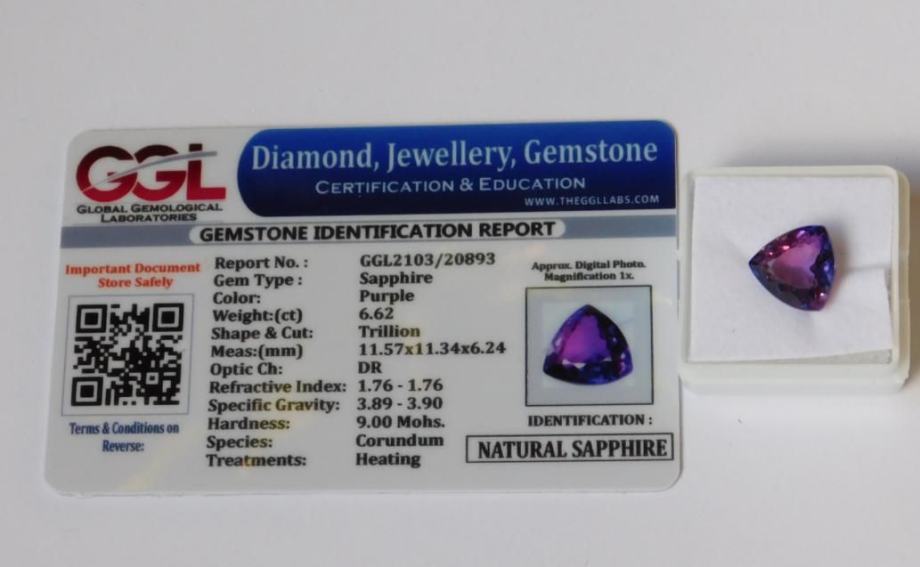 GGL
GLOBAL GEMOLOGICAL
LABORATORIES
Diamond, Jewellery, Gemstone
CERTIFICATION & EDUCATION
WWW.THEGGLLABS.COM
GEMSTONE IDENTIFICATION REPORT
Important Document
Store Safely
Terms & Conditions on
Reverse:
Report No. : GGL2103/20893
Gem Type : Sapphire
Color: Purple
Weight:(ct) 6.62
Shape & Cut: Trillion
Meas:(mm) 11.57x11.34x6.24
Optic Ch: DR
Refractive Index: 1.76 - 1.76
Specific Gravity: 3.89 - 3.90
Hardness: 9.00 Mohs.
Species: Corundum
Treatments: Heating
Approx. Digital Photo.
Magnification 1x.
IDENTIFICATION :
NATURAL SAPPHIRE